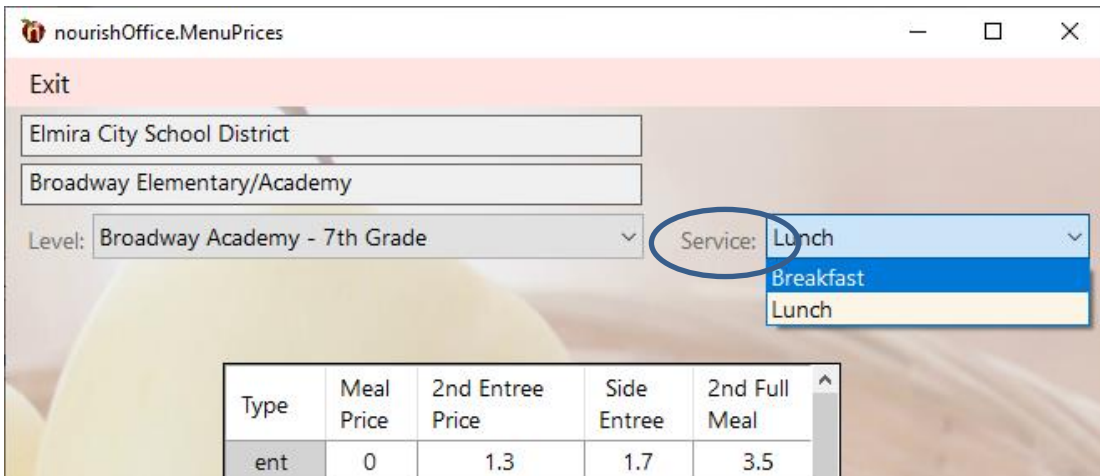 nourishOffice.MenuPrices
Exit
Elmira City School District
Broadway Elementary/Academy
Level: Broadway Academy - 7th Grade Service: Lunch
Breakfast
Lunch
Type Meal Price 2nd Entree Price Side Entree 2nd Full Meal
ent 0 1.3 1.7 3.5